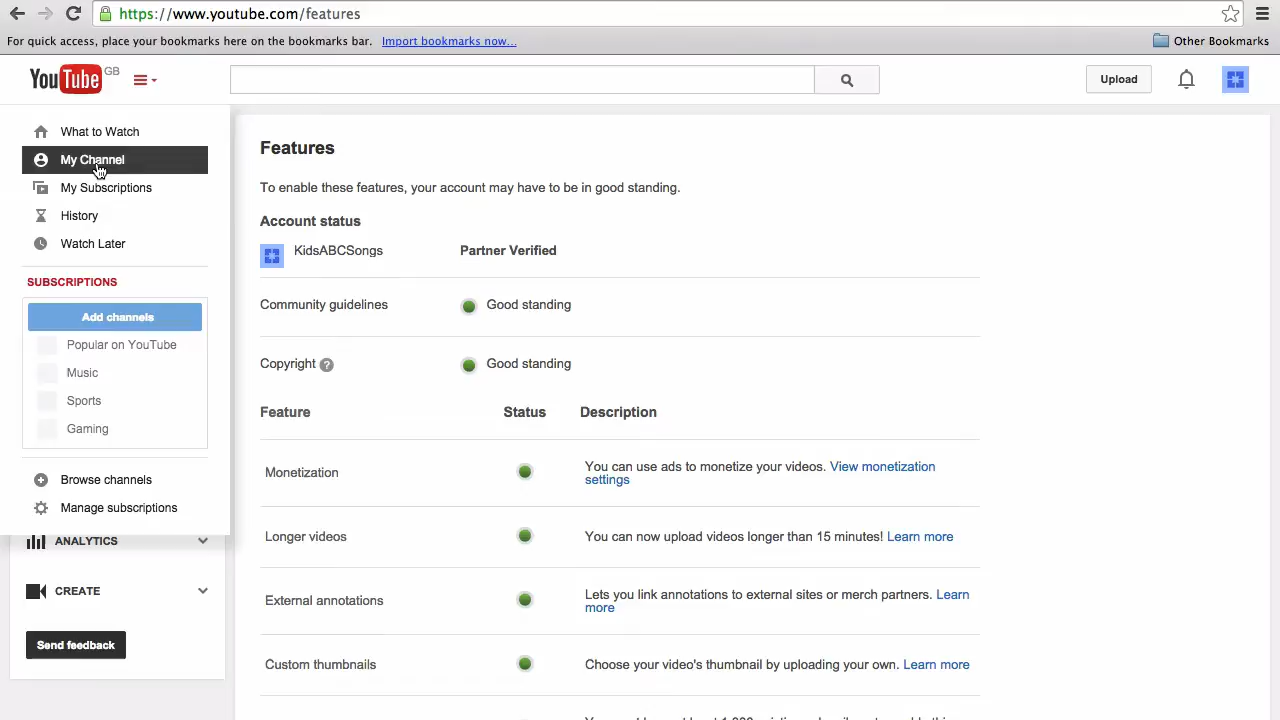 https://www.youtube.com/features
For quick access, place your bookmarks here on the bookmarks bar. Import bookmarks now...
Other Bookmarks
YouTube GB
Upload
What to Watch
My Channel
My Subscriptions
History
Watch Later
SUBSCRIPTIONS
Add channels
Popular on YouTube
Music
Sports
Gaming
Browse channels
Manage subscriptions
ANALYTICS
CREATE
Send feedback
Features
To enable these features, your account may have to be in good standing.
Account status
KidsABCSongs Partner Verified
Community guidelines Good standing
Copyright ? Good standing
Feature Status Description
Monetization You can use ads to monetize your videos. View monetization
settings
Longer videos You can now upload videos longer than 15 minutes! Learn more
External annotations Lets you link annotations to external sites or merch partners. Learn
more
Custom thumbnails Choose your video's thumbnail by uploading your own. Learn more